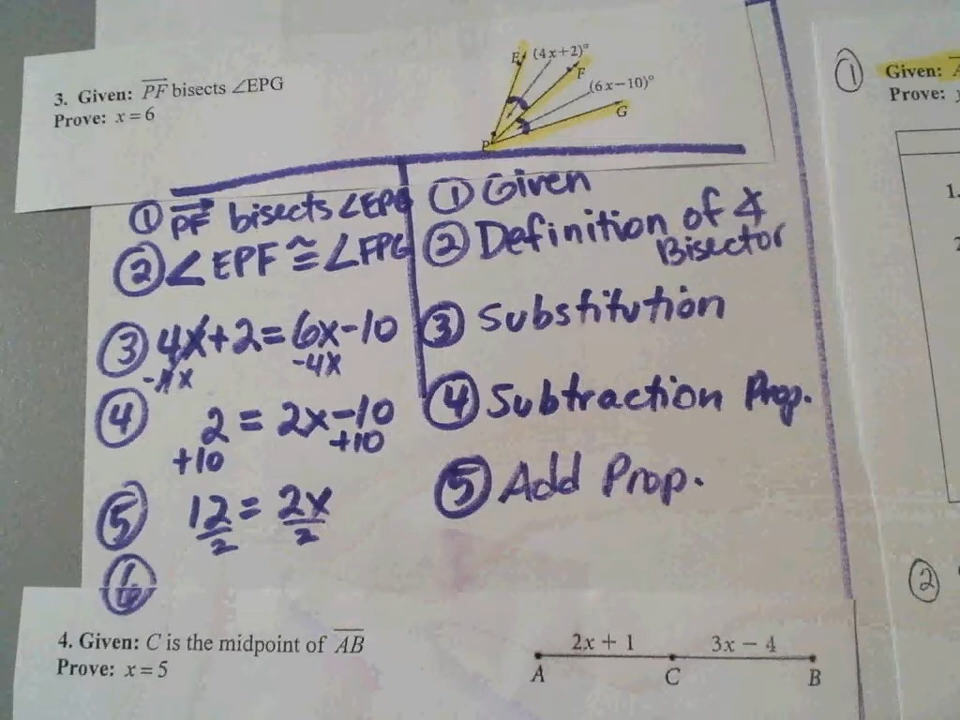 3. Given: PF bisects ∠EPG
Prove: x = 6
E (4x+2)°
F
(6x−10)°
G
P
① PF bisects ∠EPG ① Given
② ∠EPF ≅ ∠FPG ② Definition of ∡ Bisector
③ 4x+2=6x−10 ③ Substitution
-4x -4x
④ 2 = 2x−10 ④ Subtraction Prop.
+10 +10
⑤ 12 = 2x ⑤ Add Prop.
2 2
⑥
4. Given: C is the midpoint of AB
Prove: x = 5
2x + 1 3x − 4
A C B
① Given:
Prove:
1.
2
②